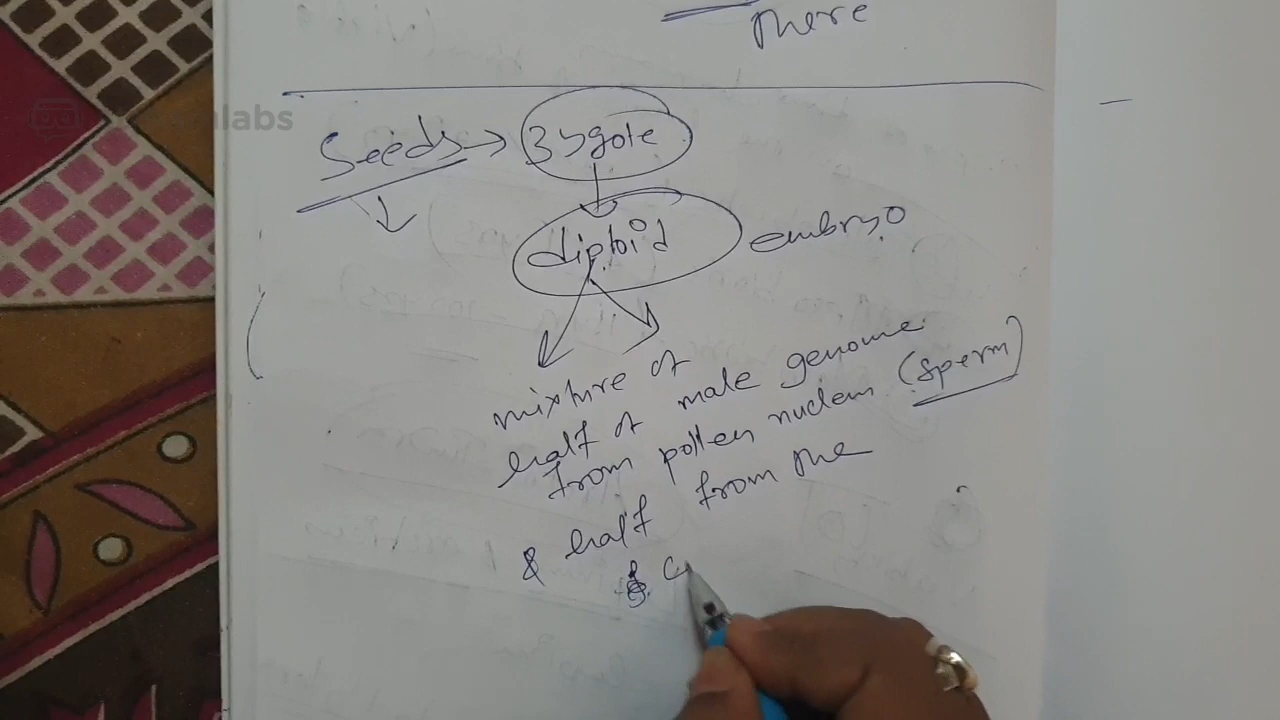 There
Seeds → zygote
diploid embryo
mixture of
half of male genome
from pollen nucleus (sperm)
& half from the